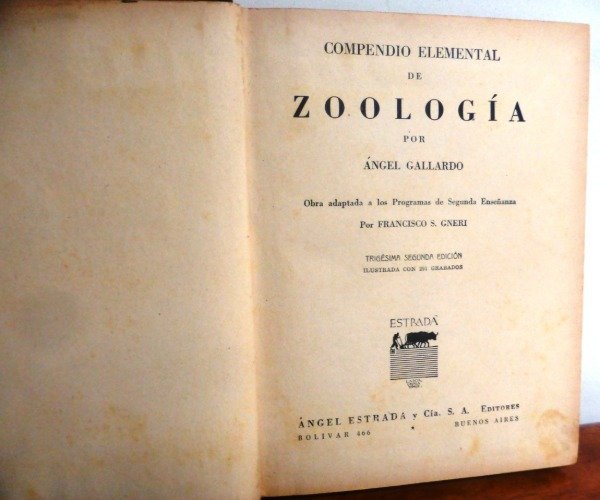 COMPENDIO ELEMENTAL
DE
ZOOLOGÍA
POR
ÁNGEL GALLARDO
Obra adaptada a los Programas de Segunda Enseñanza
Por FRANCISCO S. GNERI
TRIGÉSIMA SEGUNDA EDICIÓN
ILUSTRADA CON 291 GRABADOS
ESTRADA
ÁNGEL ESTRADA y Cía. S. A. EDITORES
BOLIVAR 466 * BUENOS AIRES